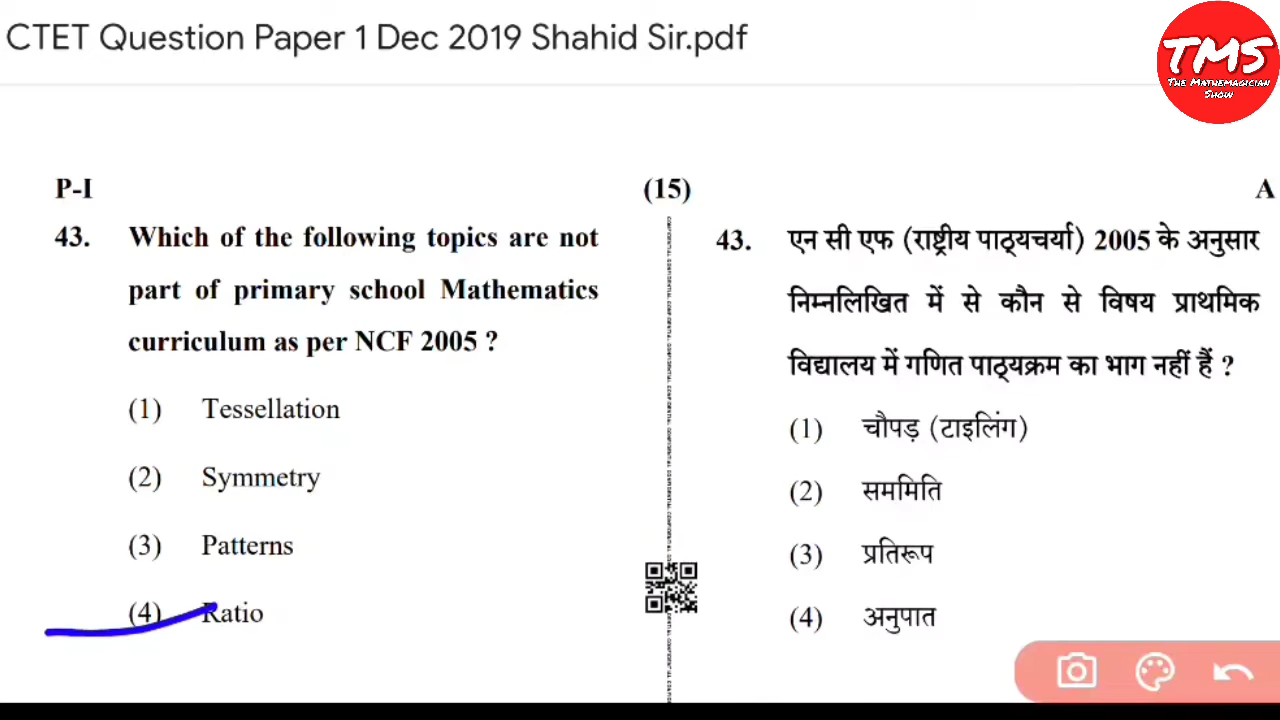 CTET Question Paper 1 Dec 2019 Shahid Sir.pdf
TMS
THE MATHEMAGICIAN
SHOW
P-I
(15)
A
43. Which of the following topics are not
part of primary school Mathematics
curriculum as per NCF 2005 ?
(1) Tessellation
(2) Symmetry
(3) Patterns
(4) Ratio
43. एन सी एफ (राष्ट्रीय पाठ्यचर्या) 2005 के अनुसार
निम्नलिखित में से कौन से विषय प्राथमिक
विद्यालय में गणित पाठ्यक्रम का भाग नहीं हैं ?
(1) चौपड़ (टाइलिंग)
(2) सममिति
(3) प्रतिरूप
(4) अनुपात